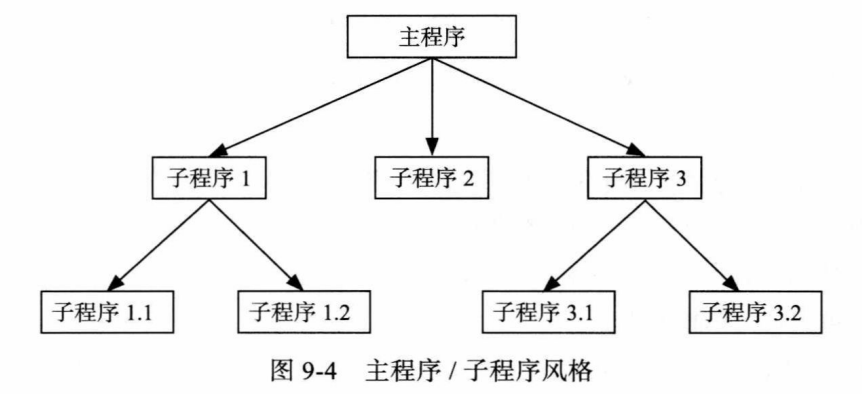 主程序
子程序 1
子程序 2
子程序 3
子程序 1.1
子程序 1.2
子程序 3.1
子程序 3.2
图 9-4 主程序 / 子程序风格